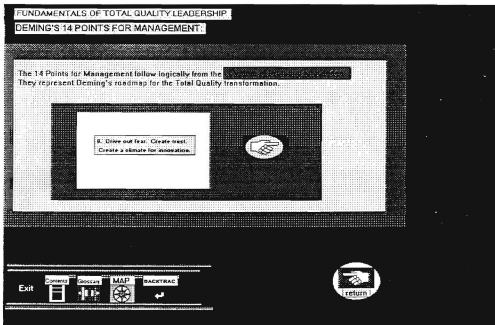 FUNDAMENTALS OF TOTAL QUALITY LEADERSHIP
DEMING'S 14 POINTS FOR MANAGEMENT:
The 14 Points for Management follow logically from the
They represent Deming's roadmap for the Total Quality transformation.
8. Drive out fear. Create trust.
Create a climate for innovation.
Exit
Contents
Glossary
MAP
BACKTRAC
return